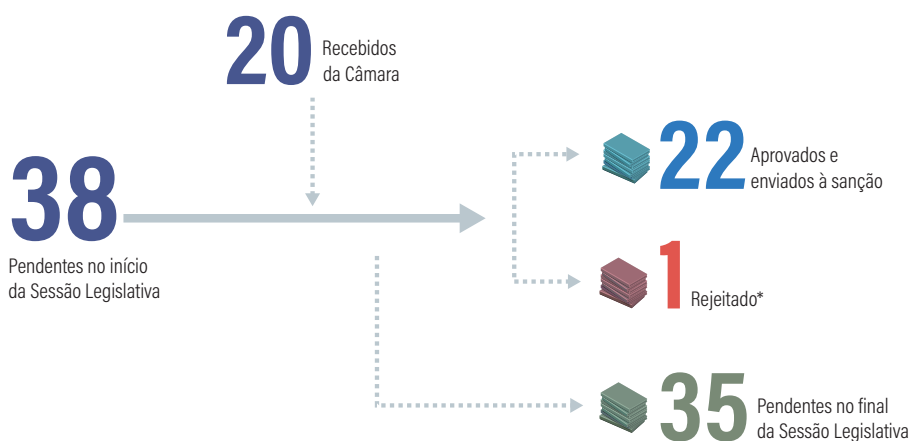 20 Recebidos
da Câmara
38
Pendentes no início
da Sessão Legislativa
22 Aprovados e
enviados à sanção
1 Rejeitado*
35 Pendentes no final
da Sessão Legislativa